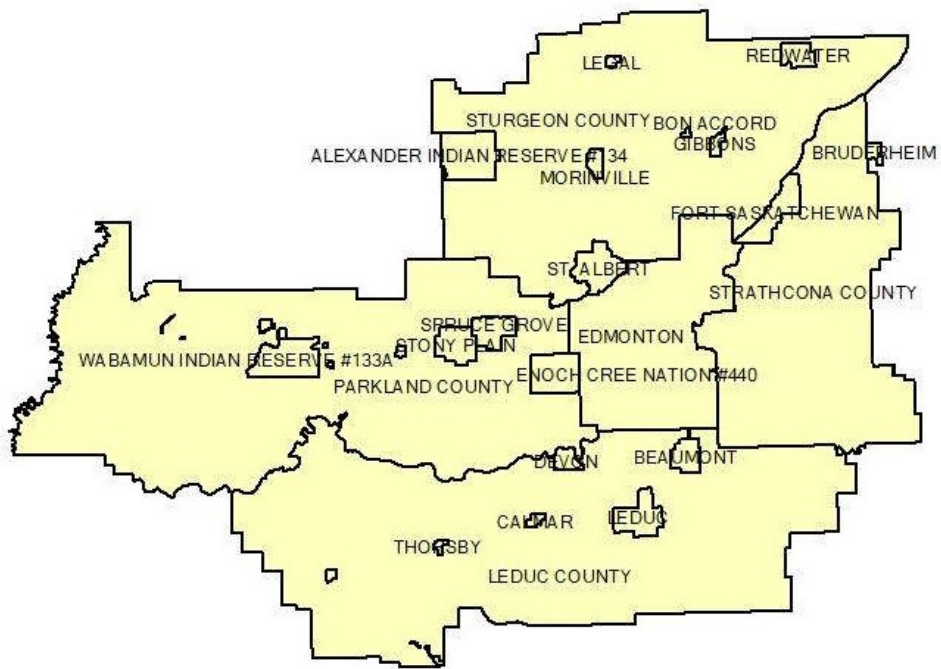 LEGAL
REDWATER
STURGEON COUNTY
BON ACCORD
GIBBONS
ALEXANDER INDIAN RESERVE #134
BRUDERHEIM
MORINVILLE
FORT SASKATCHEWAN
ST. ALBERT
STRATHCONA COUNTY
SPRUCE GROVE
EDMONTON
STONY PLAIN
WABAMUN INDIAN RESERVE #133A
ENOCH CREE NATION #440
PARKLAND COUNTY
DEVON
BEAUMONT
CALMAR
LEDUC
THORSBY
LEDUC COUNTY